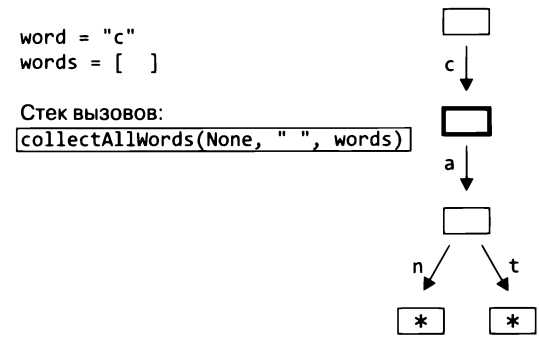 word = "c"
words = [  ]
Стек вызовов:
collectAllWords(None, " ", words)
c
a
n t
* *